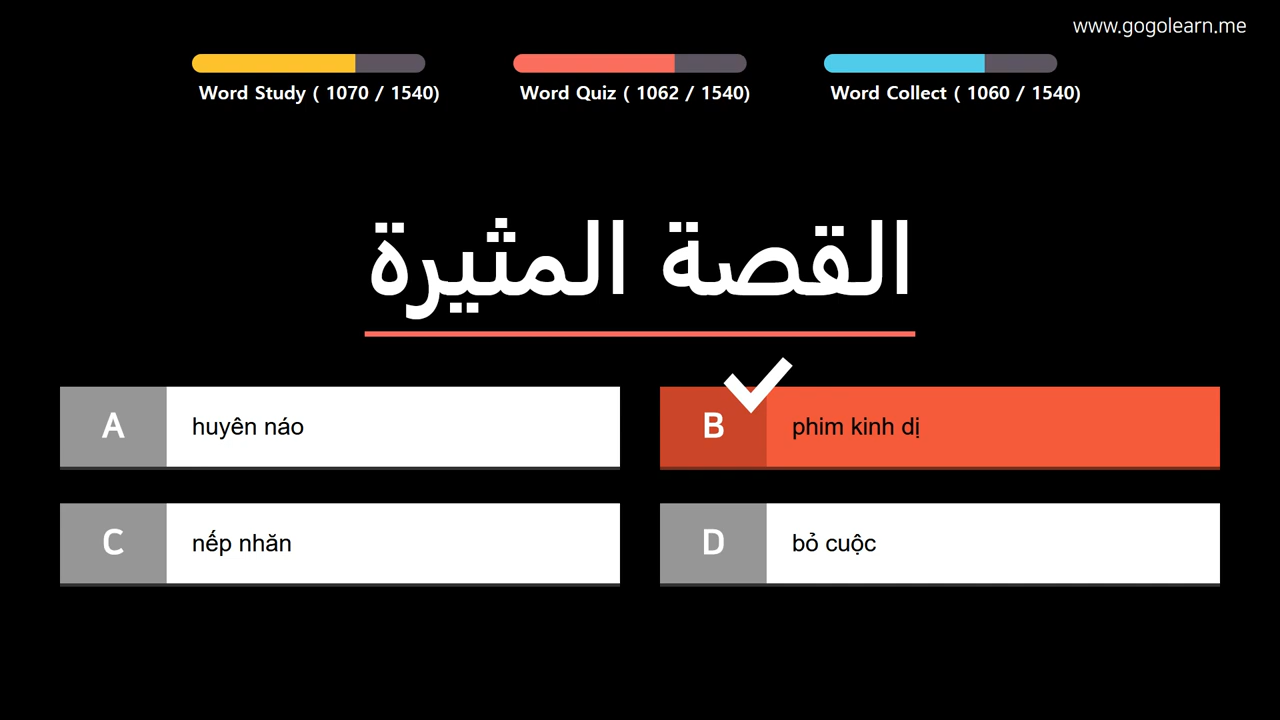 www.gogolearn.me
Word Study ( 1070 / 1540)
Word Quiz ( 1062 / 1540)
Word Collect ( 1060 / 1540)
القصة المثيرة
A huyên náo
B phim kinh dị
C nếp nhăn
D bỏ cuộc